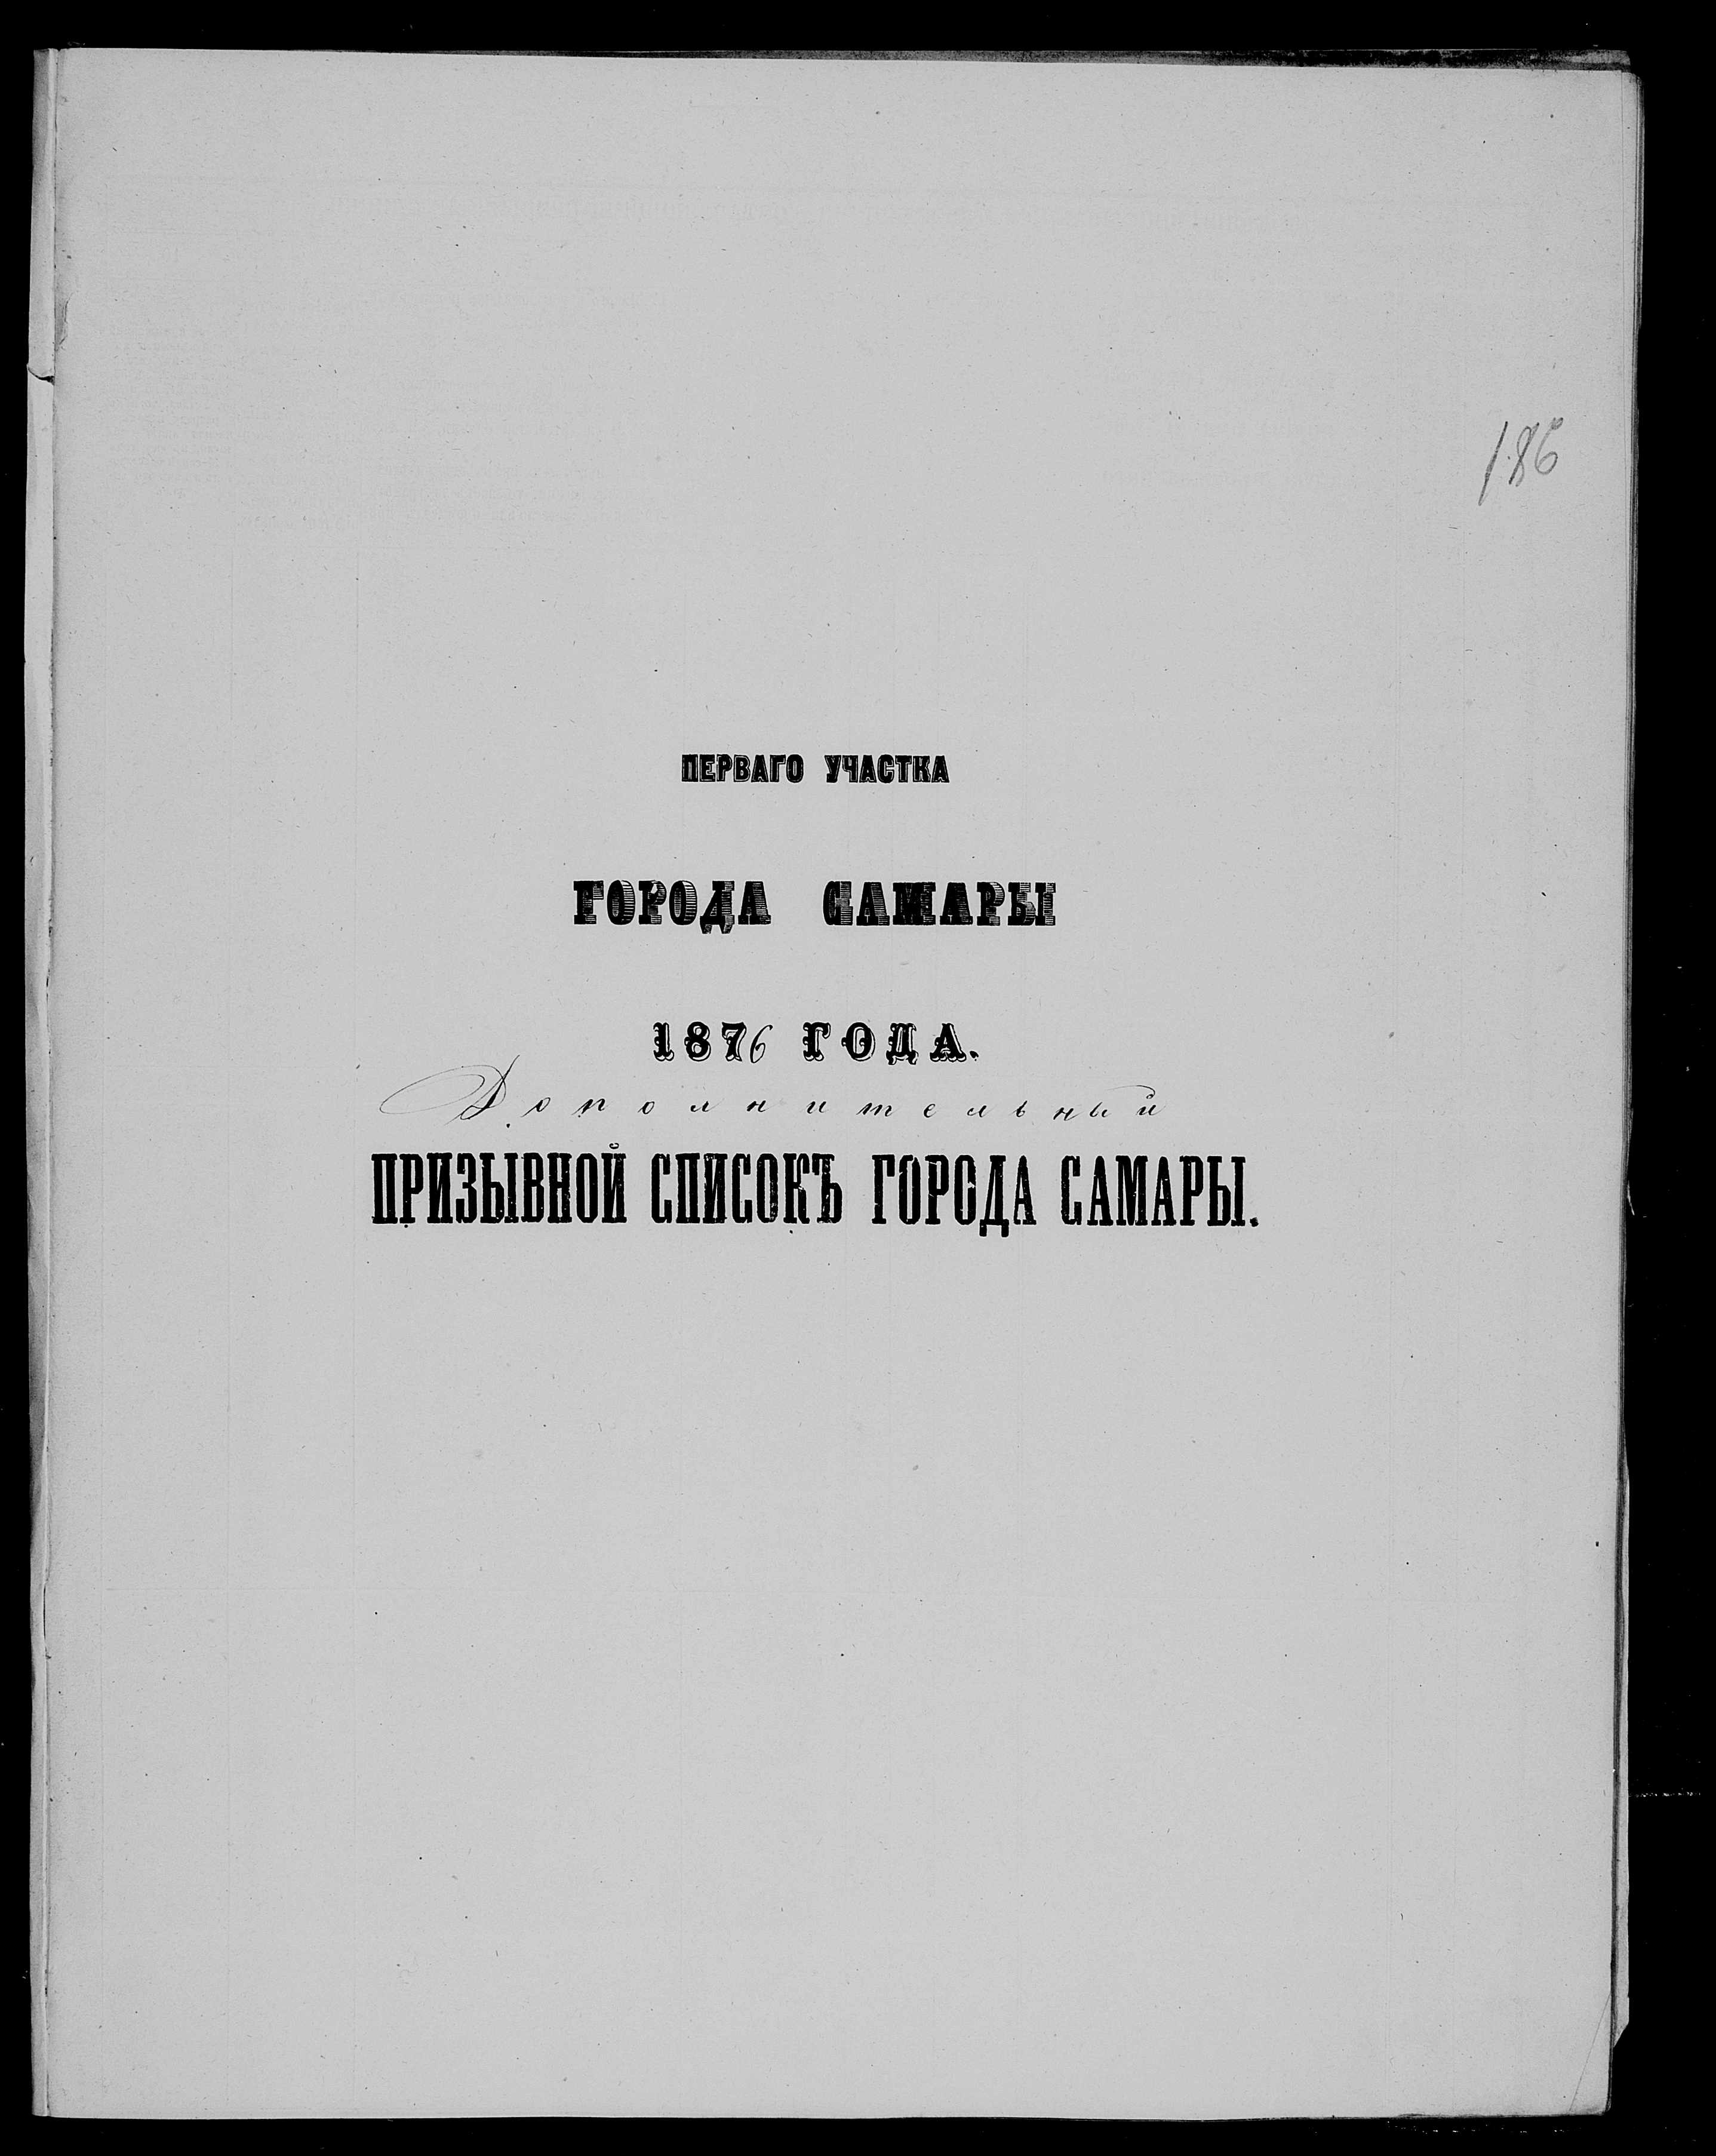 186
ПЕРВАГО УЧАСТКА
ГОРОДА САМАРЫ
1876 ГОДА.
Дополнительный
ПРИЗЫВНОЙ СПИСОКЪ ГОРОДА САМАРЫ.